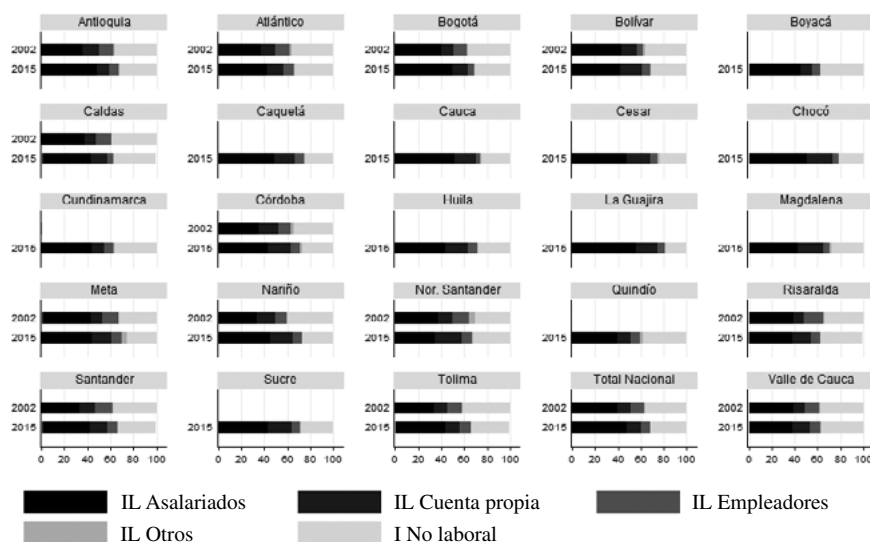 Antioquia Atlántico Bogotá Bolívar Boyacá
2002 2002 2002 2002
2015 2015 2015 2015 2015
Caldas Caquetá Cauca Cesar Chocó
2002
2015 2015 2015 2015 2015
Cundinamarca Córdoba Huila La Guajira Magdalena
2002
2015 2015 2015 2015 2015
Meta Nariño Nor. Santander Quindío Risaralda
2002 2002 2002 2002
2015 2015 2015 2015 2015
Santander Sucre Tolima Total Nacional Valle de Cauca
2002 2002 2002 2002
2015 2015 2015 2015 2015
0 20 40 60 80 100 0 20 40 60 80 100 0 20 40 60 80 100 0 20 40 60 80 100 0 20 40 60 80 100
IL Asalariados IL Cuenta propia IL Empleadores
IL Otros I No laboral